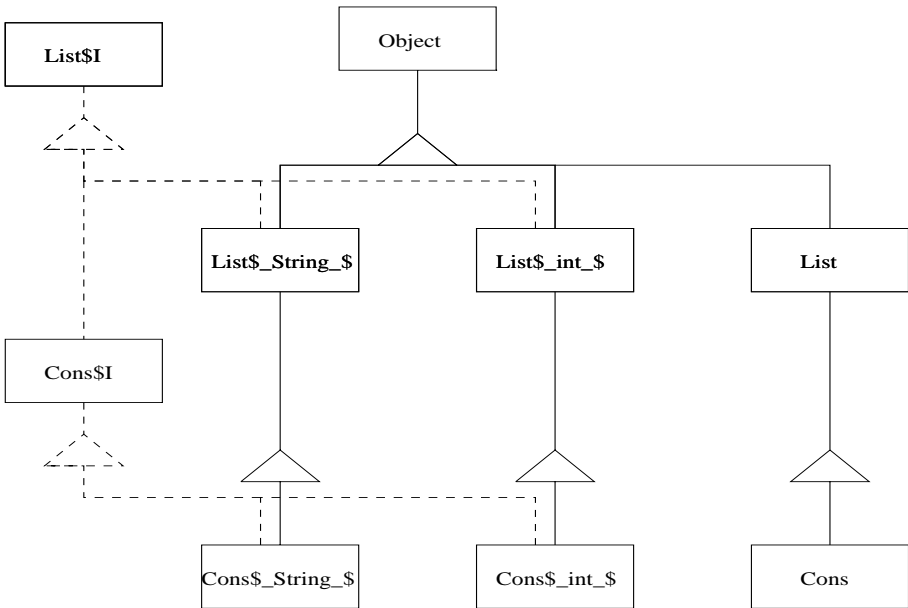 Object
List$I
List$_String_$
List$_int_$
List
Cons$I
Cons$_String_$
Cons$_int_$
Cons